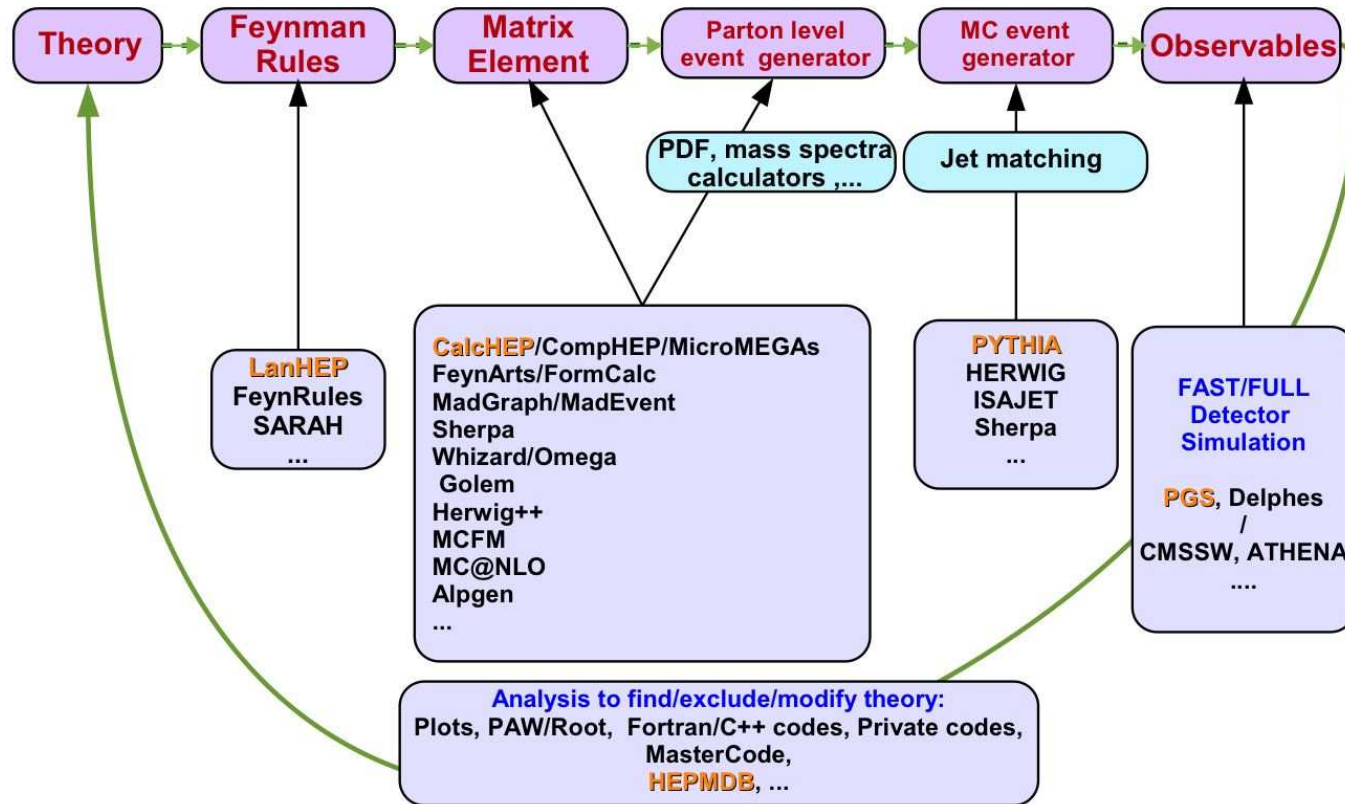 Theory
Feynman
Rules
Matrix
Element
Parton level
event generator
MC event
generator
Observables
PDF, mass spectra
calculators ,...
Jet matching
LanHEP
FeynRules
SARAH
...
CalcHEP/CompHEP/MicroMEGAs
FeynArts/FormCalc
MadGraph/MadEvent
Sherpa
Whizard/Omega
Golem
Herwig++
MCFM
MC@NLO
Alpgen
...
PYTHIA
HERWIG
ISAJET
Sherpa
...
FAST/FULL
Detector
Simulation
PGS, Delphes
/
CMSSW, ATHENA
....
Analysis to find/exclude/modify theory:
Plots, PAW/Root, Fortran/C++ codes, Private codes,
MasterCode,
HEPMDB, ...